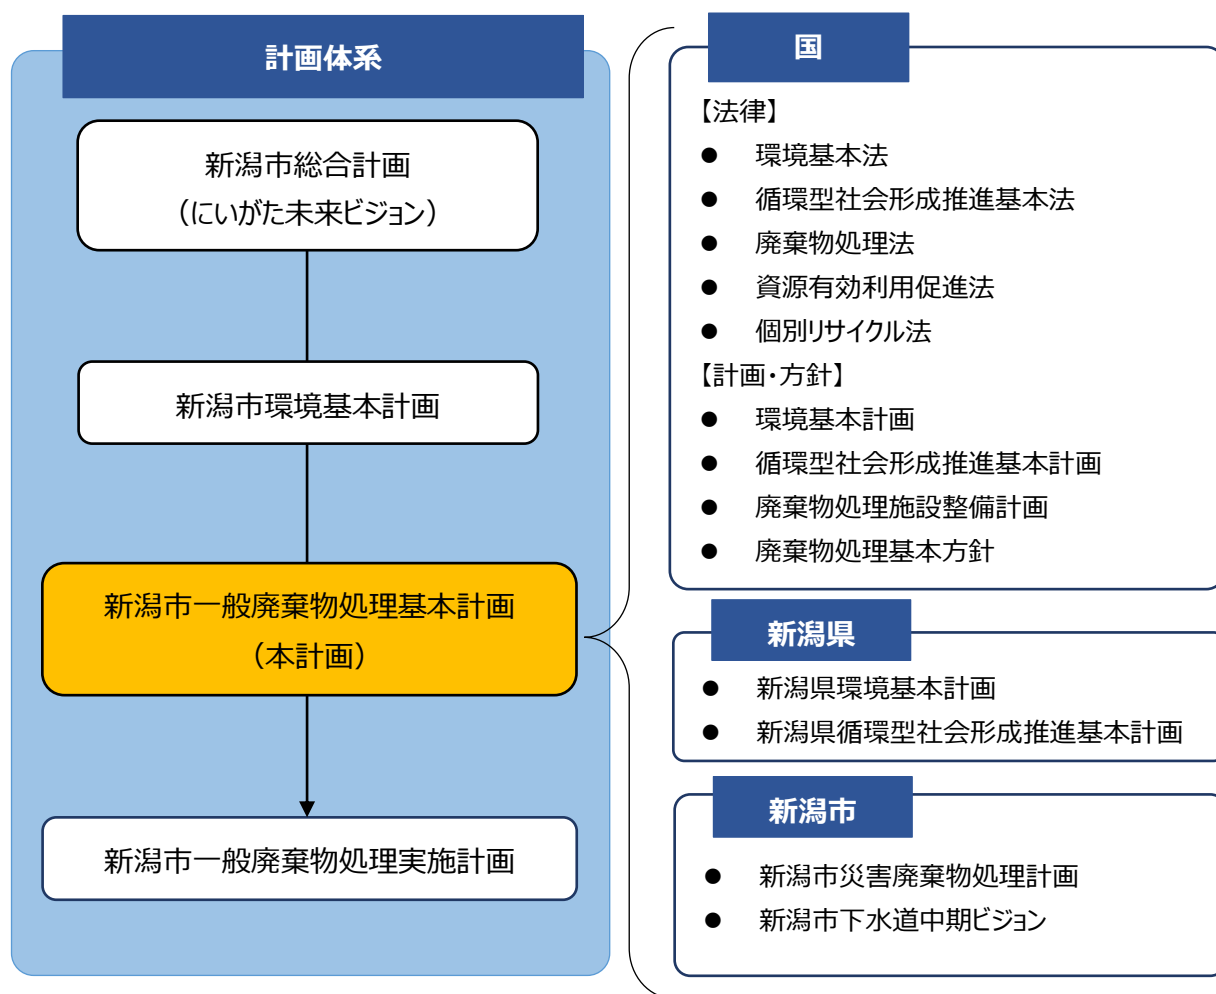 計画体系
新潟市総合計画
（にいがた未来ビジョン）
新潟市環境基本計画
新潟市一般廃棄物処理基本計画
（本計画）
新潟市一般廃棄物処理実施計画
国
【法律】
● 環境基本法
● 循環型社会形成推進基本法
● 廃棄物処理法
● 資源有効利用促進法
● 個別リサイクル法
【計画・方針】
● 環境基本計画
● 循環型社会形成推進基本計画
● 廃棄物処理施設整備計画
● 廃棄物処理基本方針
新潟県
● 新潟県環境基本計画
● 新潟県循環型社会形成推進基本計画
新潟市
● 新潟市災害廃棄物処理計画
● 新潟市下水道中期ビジョン